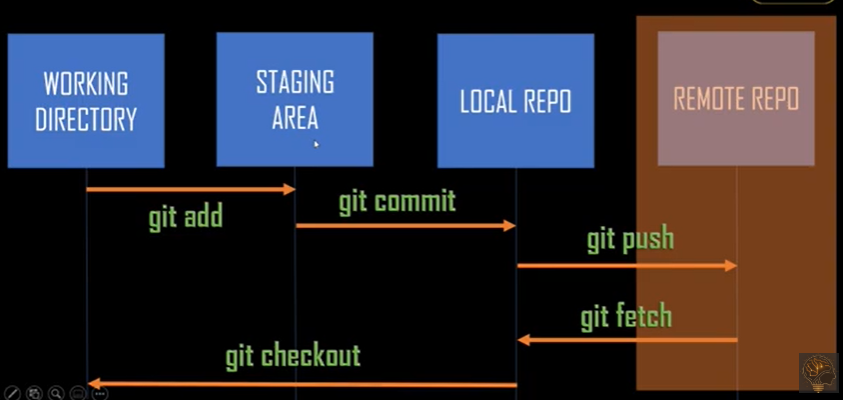 WORKING
DIRECTORY
STAGING
AREA
LOCAL REPO
REMOTE REPO
git add
git commit
git push
git fetch
git checkout